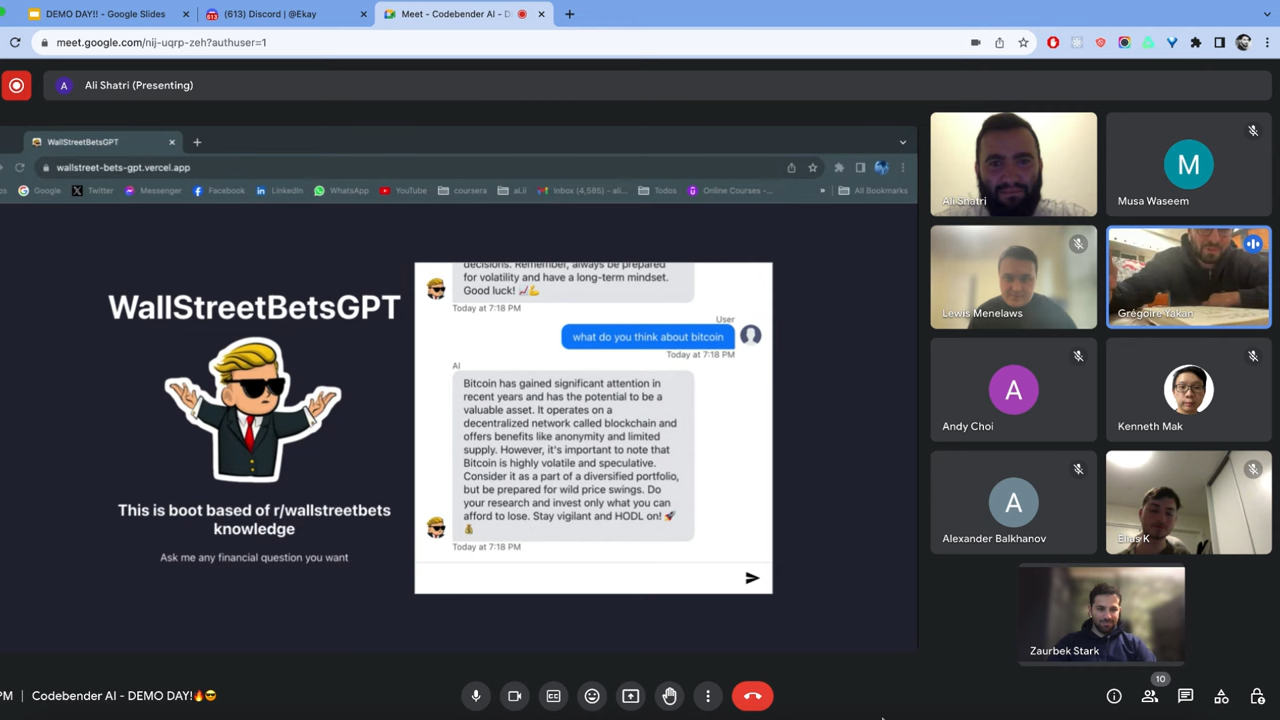 DEMO DAY!! - Google Slides
(613) Discord | @Ekay
Meet - Codebender AI - D
meet.google.com/nij-uqrp-zeh?authuser=1
A
Ali Shatri (Presenting)
WallStreetBetsGPT
wallstreet-bets-gpt.vercel.app
Google
Twitter
Messenger
Facebook
LinkedIn
WhatsApp
YouTube
coursera
aLii
Inbox (4,585) - ali...
Todos
Online Courses -...
»
All Bookmarks
WallStreetBetsGPT
This is boot based of r/wallstreetbets
knowledge
Ask me any financial question you want
decisions. Remember, always be prepared
for volatility and have a long-term mindset.
Good luck! 📈💪
Today at 7:18 PM
User
what do you think about bitcoin
Today at 7:18 PM
AI
Bitcoin has gained significant attention in
recent years and has the potential to be a
valuable asset. It operates on a
decentralized network called blockchain and
offers benefits like anonymity and limited
supply. However, it's important to note that
Bitcoin is highly volatile and speculative.
Consider it as a part of a diversified portfolio,
but be prepared for wild price swings. Do
your research and invest only what you can
afford to lose. Stay vigilant and HODL on! 🚀
💰
Today at 7:18 PM
Ali Shatri
M
Musa Waseem
Lewis Menelaws
Grégoire Yakan
A
Andy Choi
Kenneth Mak
A
Alexander Balkhanov
Elias K
Zaurbek Stark
PM | Codebender AI - DEMO DAY!🔥😎
10